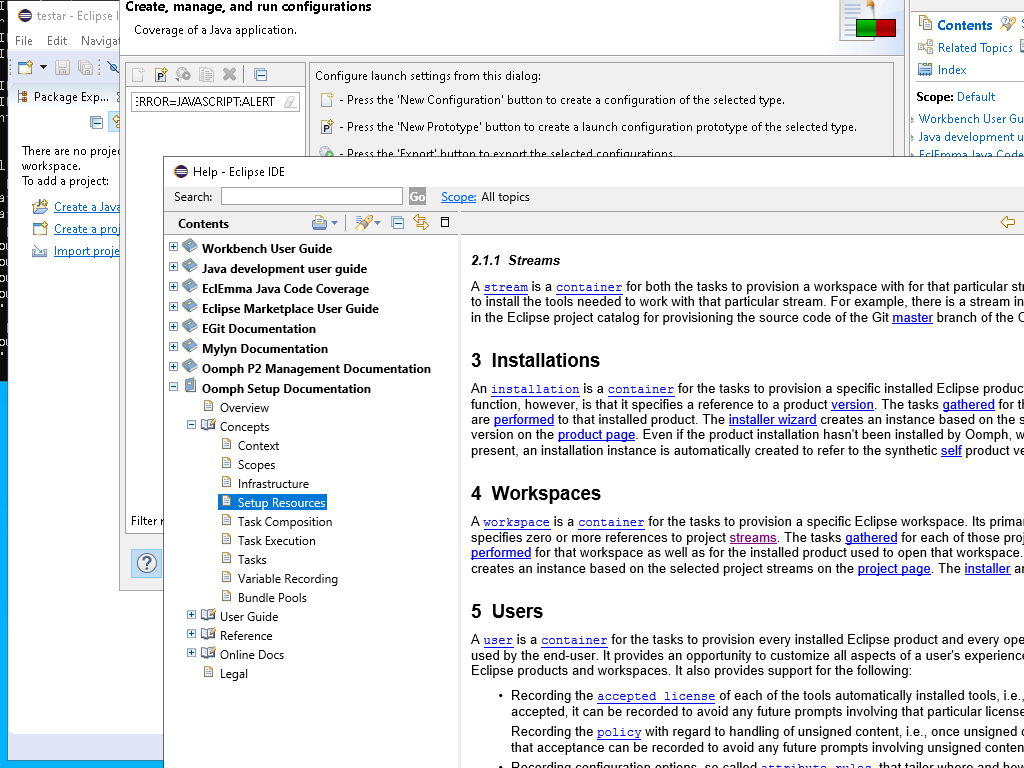 testar - Eclipse I
File Edit Navigat
Package Exp...
There are no projec
workspace.
To add a project:
Create a Java
Create a proj
Import proje
Create, manage, and run configurations
Coverage of a Java application.
:RROR=JAVASCRIPT:ALERT
Filter
Configure launch settings from this dialog:
- Press the 'New Configuration' button to create a configuration of the selected type.
- Press the 'New Prototype' button to create a launch configuration prototype of the selected type.
- Press the 'Export' button to export the selected configurations.
Contents
Related Topics
Index
Scope: Default
Workbench User Gu
Java development u
EclEmma Java Cod
Help - Eclipse IDE
Search:
Go
Scope: All topics
Contents
Workbench User Guide
Java development user guide
EclEmma Java Code Coverage
Eclipse Marketplace User Guide
EGit Documentation
Mylyn Documentation
Oomph P2 Management Documentation
Oomph Setup Documentation
Overview
Concepts
Context
Scopes
Infrastructure
Setup Resources
Task Composition
Task Execution
Tasks
Variable Recording
Bundle Pools
User Guide
Reference
Online Docs
Legal
2.1.1 Streams
A stream is a container for both the tasks to provision a workspace with for that particular str
to install the tools needed to work with that particular stream. For example, there is a stream in
in the Eclipse project catalog for provisioning the source code of the Git master branch of the C
3 Installations
An installation is a container for the tasks to provision a specific installed Eclipse produc
function, however, is that it specifies a reference to a product version. The tasks gathered for th
are performed to that installed product. The installer wizard creates an instance based on the s
version on the product page. Even if the product installation hasn't been installed by Oomph, w
present, an installation instance is automatically created to refer to the synthetic self product ve
4 Workspaces
A workspace is a container for the tasks to provision a specific Eclipse workspace. Its primar
specifies zero or more references to project streams. The tasks gathered for each of those proj
performed for that workspace as well as for the installed product used to open that workspace.
creates an instance based on the selected project streams on the project page. The installer an
5 Users
A user is a container for the tasks to provision every installed Eclipse product and every ope
used by the end-user. It provides an opportunity to customize all aspects of a user's experience
Eclipse products and workspaces. It also provides support for the following:
• Recording the accepted license of each of the tools automatically installed tools, i.e.,
accepted, it can be recorded to avoid any future prompts involving that particular license
Recording the policy with regard to handling of unsigned content, i.e., once unsigned c
that acceptance can be recorded to avoid any future prompts involving unsigned conten
• Recording configuration options, so called attribute rules, that tailor where and how